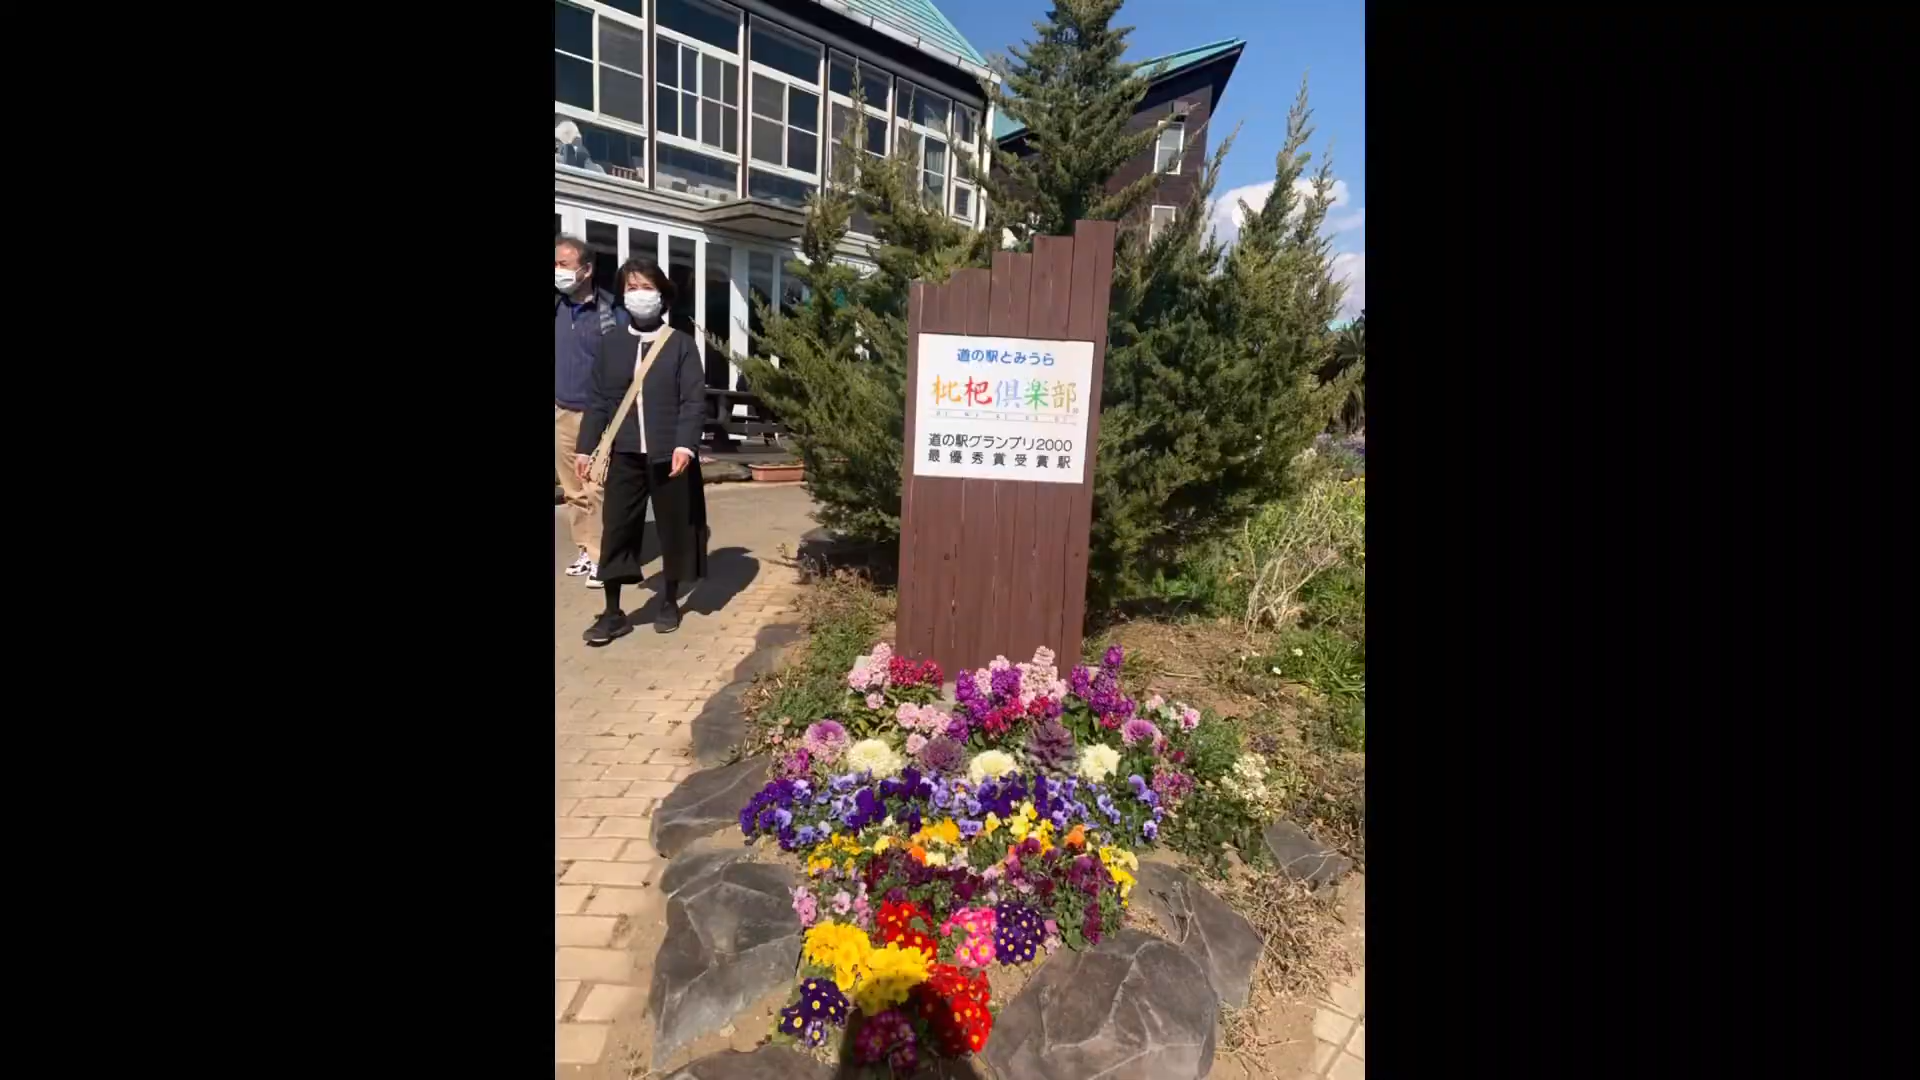 道の駅とみうら
枇杷倶楽部
道の駅グランプリ2000
最優秀賞受賞駅